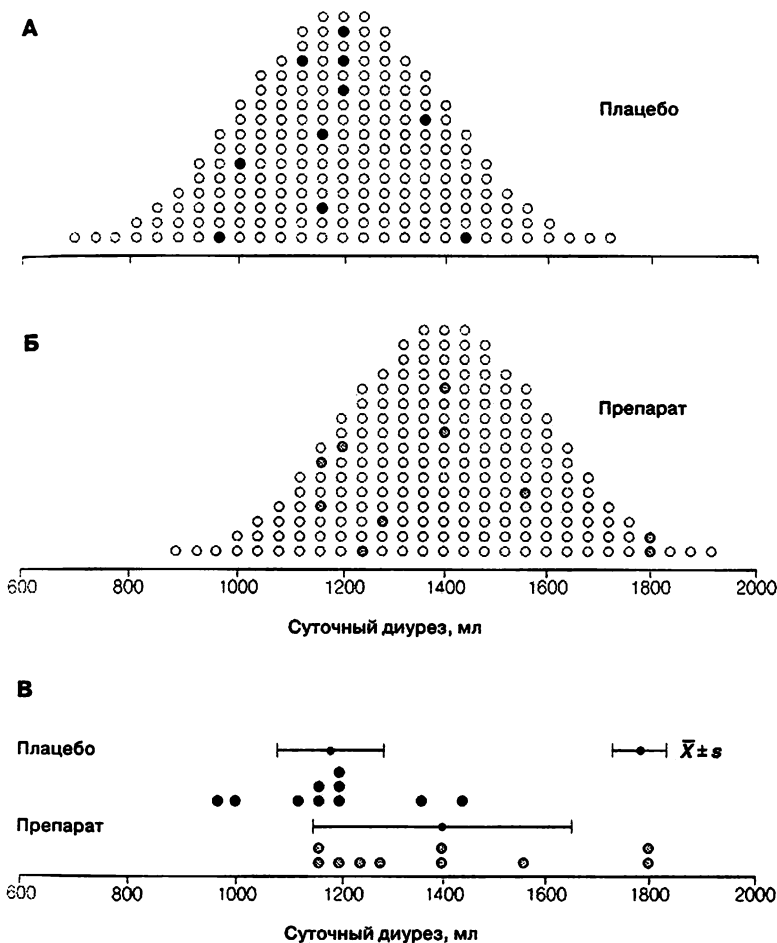 А
Плацебо
Б
Препарат
600 800 1000 1200 1400 1600 1800 2000
Суточный диурез, мл
В
Плацебо
X̅ ± s
Препарат
600 800 1000 1200 1400 1600 1800 2000
Суточный диурез, мл